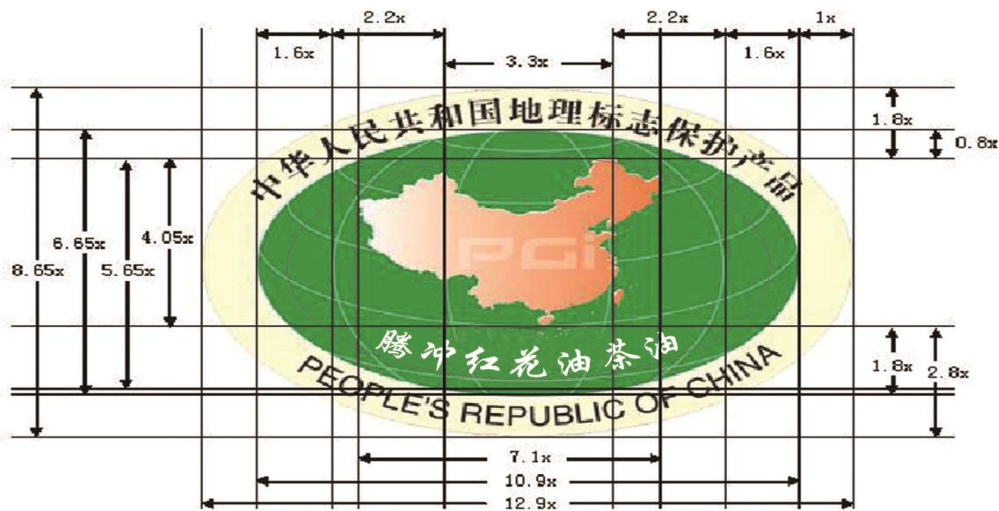 2.2x 2.2x 1x
1.6x 1.6x
3.3x
1.8x
0.8x
中华人民共和国地理标志保护产品
4.05x
6.65x
8.65x 5.65x
PGi
腾冲红花油茶油
1.8x 2.8x
PEOPLE'S REPUBLIC OF CHINA
7.1x
10.9x
12.9x